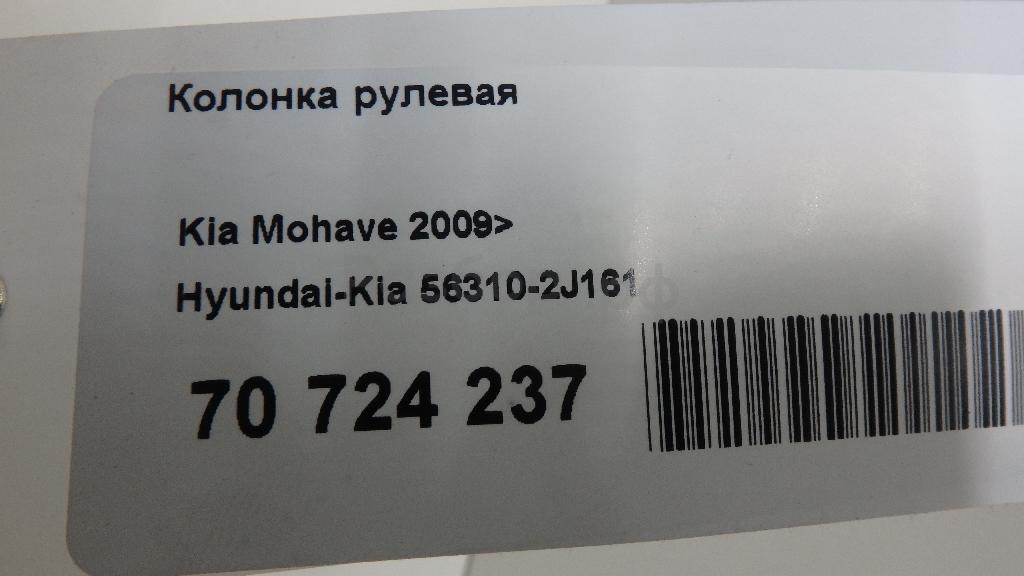 Колонка рулевая
Kia Mohave 2009>
Hyundai-Kia 56310-2J161
70 724 237